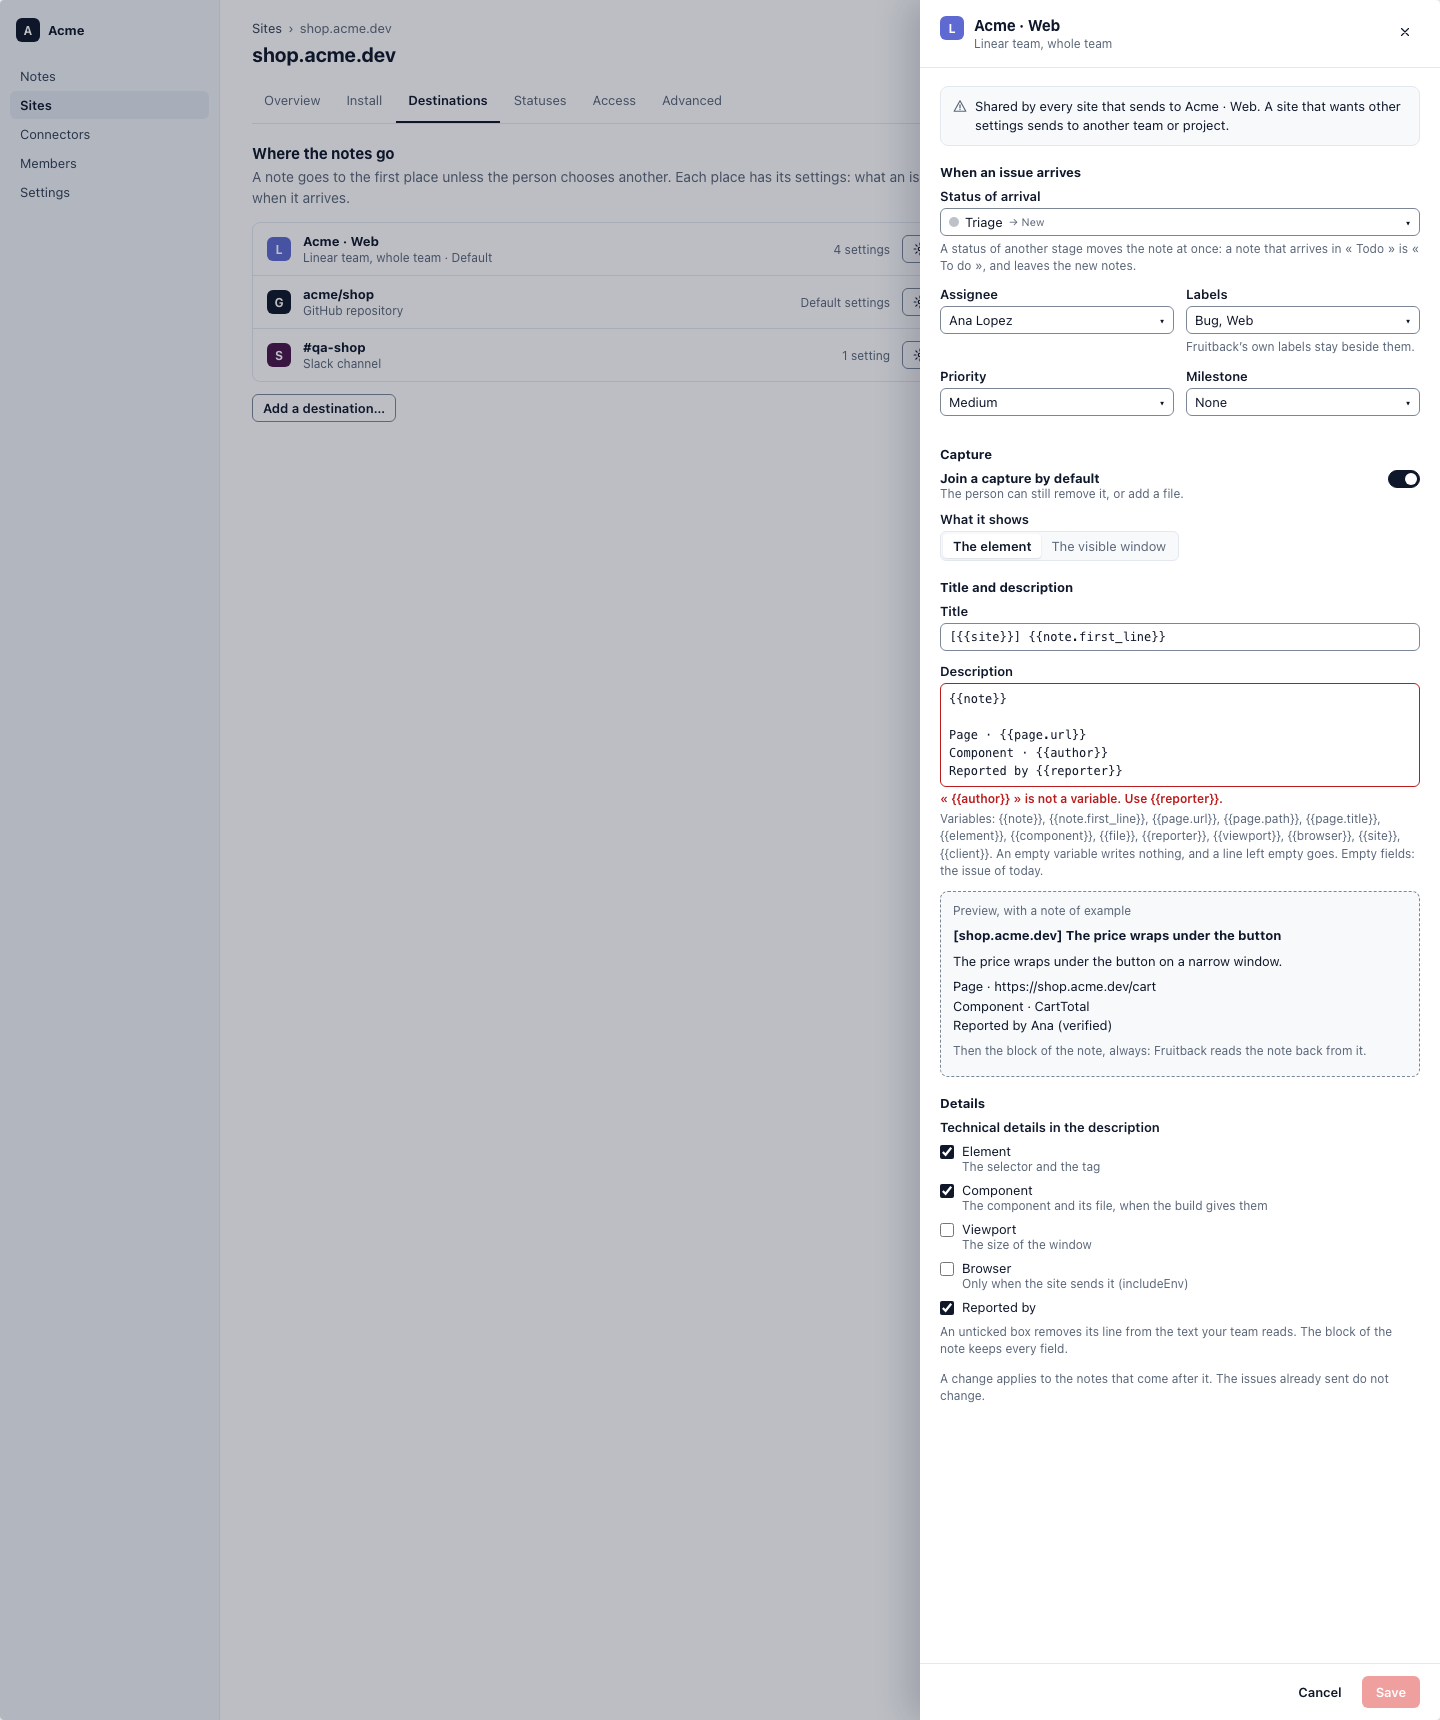 A Acme
Notes
Sites
Connectors
Members
Settings
Sites › shop.acme.dev
shop.acme.dev
Overview Install Destinations Statuses Access Advanced
Where the notes go
A note goes to the first place unless the person chooses another. Each place has its settings: what an is
when it arrives.
L Acme · Web
Linear team, whole team · Default
4 settings
G acme/shop
GitHub repository
Default settings
S #qa-shop
Slack channel
1 setting
Add a destination...
L Acme · Web
Linear team, whole team
Shared by every site that sends to Acme · Web. A site that wants other
settings sends to another team or project.
When an issue arrives
Status of arrival
Triage → New
A status of another stage moves the note at once: a note that arrives in « Todo » is «
To do », and leaves the new notes.
Assignee Labels
Ana Lopez Bug, Web
Fruitback's own labels stay beside them.
Priority Milestone
Medium None
Capture
Join a capture by default
The person can still remove it, or add a file.
What it shows
The element The visible window
Title and description
Title
[{{site}}] {{note.first_line}}
Description
{{note}}
Page · {{page.url}}
Component · {{author}}
Reported by {{reporter}}
« {{author}} » is not a variable. Use {{reporter}}.
Variables: {{note}}, {{note.first_line}}, {{page.url}}, {{page.path}}, {{page.title}},
{{element}}, {{component}}, {{file}}, {{reporter}}, {{viewport}}, {{browser}}, {{site}},
{{client}}. An empty variable writes nothing, and a line left empty goes. Empty fields:
the issue of today.
Preview, with a note of example
[shop.acme.dev] The price wraps under the button
The price wraps under the button on a narrow window.
Page · https://shop.acme.dev/cart
Component · CartTotal
Reported by Ana (verified)
Then the block of the note, always: Fruitback reads the note back from it.
Details
Technical details in the description
Element
The selector and the tag
Component
The component and its file, when the build gives them
Viewport
The size of the window
Browser
Only when the site sends it (includeEnv)
Reported by
An unticked box removes its line from the text your team reads. The block of the
note keeps every field.
A change applies to the notes that come after it. The issues already sent do not
change.
Cancel Save